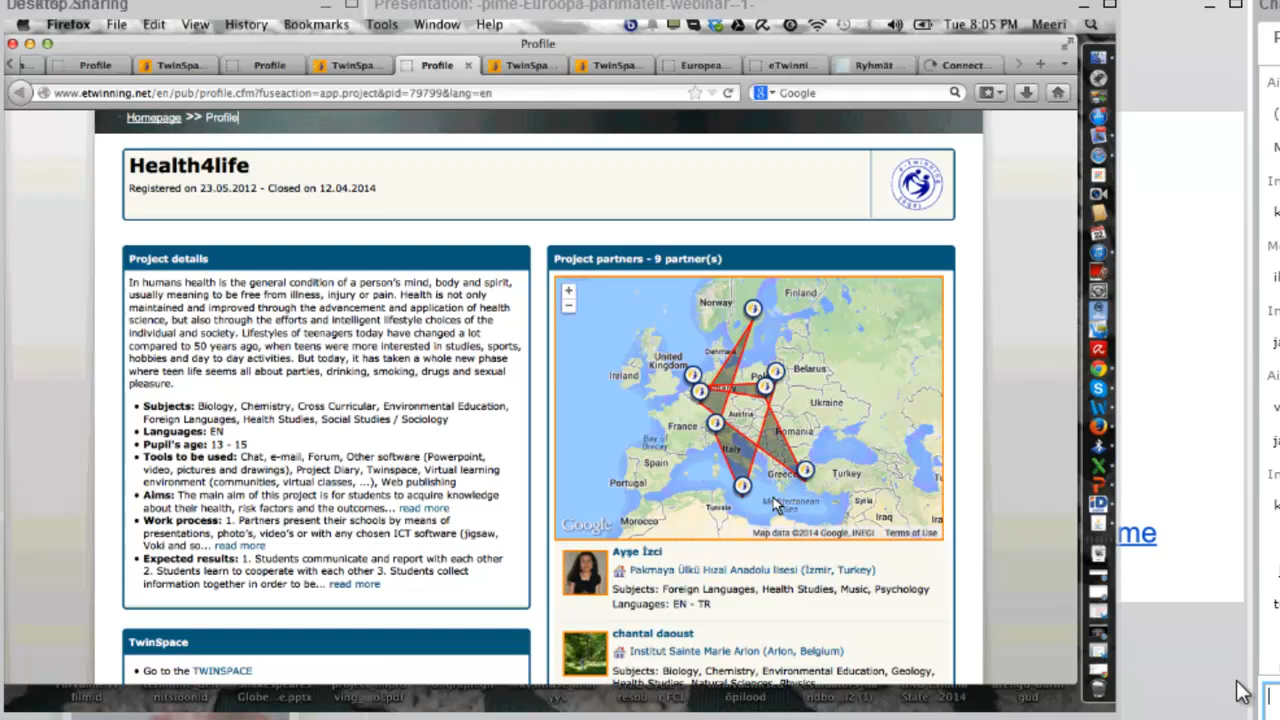 Desktop Sharing
Presentation: -pime-Euroopa-parimateit-webinar--1-
Firefox File Edit View History Bookmarks Tools Window Help
Tue 8:05 PM Meeri
Profile
Profile TwinSpa... Profile TwinSpa... Profile TwinSpa... TwinSpa... Europea... eTwinni... Ryhmät ... Connect...
www.etwinning.net/en/pub/profile.cfm?fuseaction=app.project&pid=79799&lang=en
Google
Homepage >> Profile
Health4life
Registered on 23.05.2012 - Closed on 12.04.2014
Project details
In humans health is the general condition of a person's mind, body and spirit,
usually meaning to be free from illness, injury or pain. Health is not only
maintained and improved through the advancement and application of health
science, but also through the efforts and intelligent lifestyle choices of the
individual and society. Lifestyles of teenagers today have changed a lot
compared to 50 years ago, when teens were more interested in studies, sports,
hobbies and day to day activities. But today, it has taken a whole new phase
where teen life seems all about parties, drinking, smoking, drugs and sexual
pleasure.
• Subjects: Biology, Chemistry, Cross Curricular, Environmental Education,
Foreign Languages, Health Studies, Social Studies / Sociology
• Languages: EN
• Pupil's age: 13 - 15
• Tools to be used: Chat, e-mail, Forum, Other software (Powerpoint,
video, pictures and drawings), Project Diary, Twinspace, Virtual learning
environment (communities, virtual classes, ...), Web publishing
• Aims: The main aim of this project is for students to acquire knowledge
about their health, risk factors and the outcomes... read more
• Work process: 1. Partners present their schools by means of
presentations, photo's, video's or with any chosen ICT software (jigsaw,
Voki and so... read more
• Expected results: 1. Students communicate and report with each other
2. Students learn to cooperate with each other 3. Students collect
information together in order to be... read more
TwinSpace
• Go to the TWINSPACE
Project partners - 9 partner(s)
+
−
Norway
Finland
United
Kingdom
Ireland
Denmark
Belarus
Ukraine
Austria
France
Romania
Bay of
Biscay
Italy
Spain
Portugal
Greece
Turkey
Mediterranean
Sea
Syria
Tunisia
Morocco
Google
Map data ©2014 Google, INEGI Terms of Use
Ayşe İzci
Pakmaya Ülkü Hızal Anadolu lisesi (İzmir, Turkey)
Subjects: Foreign Languages, Health Studies, Music, Psychology
Languages: EN - TR
chantal daoust
Institut Sainte Marie Arlon (Arlon, Belgium)
Subjects: Biology, Chemistry, Environmental Education, Geology,
Health Studies, Natural Sciences, Physics
me